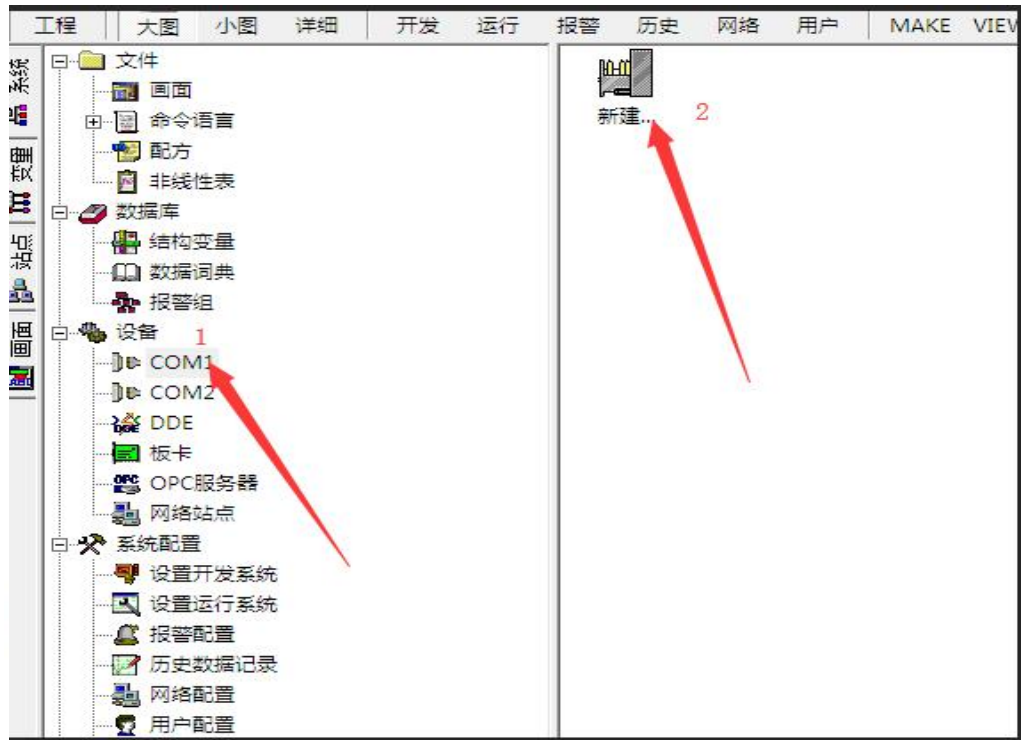 工程 大图 小图 详细 开发 运行 报警 历史 网络 用户 MAKE VIEW
系统
变量
站点
画面
文件
画面
命令语言
配方
非线性表
数据库
结构变量
数据词典
报警组
设备
1
COM1
COM2
DDE
板卡
OPC服务器
网络站点
系统配置
设置开发系统
设置运行系统
报警配置
历史数据记录
网络配置
用户配置
新建...
2